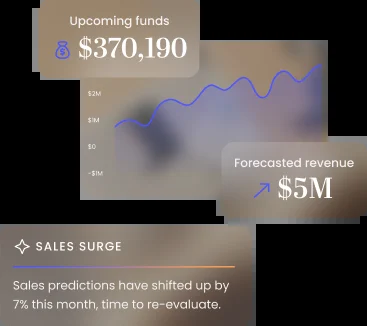 Upcoming funds
$370,190
$2M
$1M
$0
-$1M
Forecasted revenue
$5M
SALES SURGE
Sales predictions have shifted up by
7% this month, time to re-evaluate.